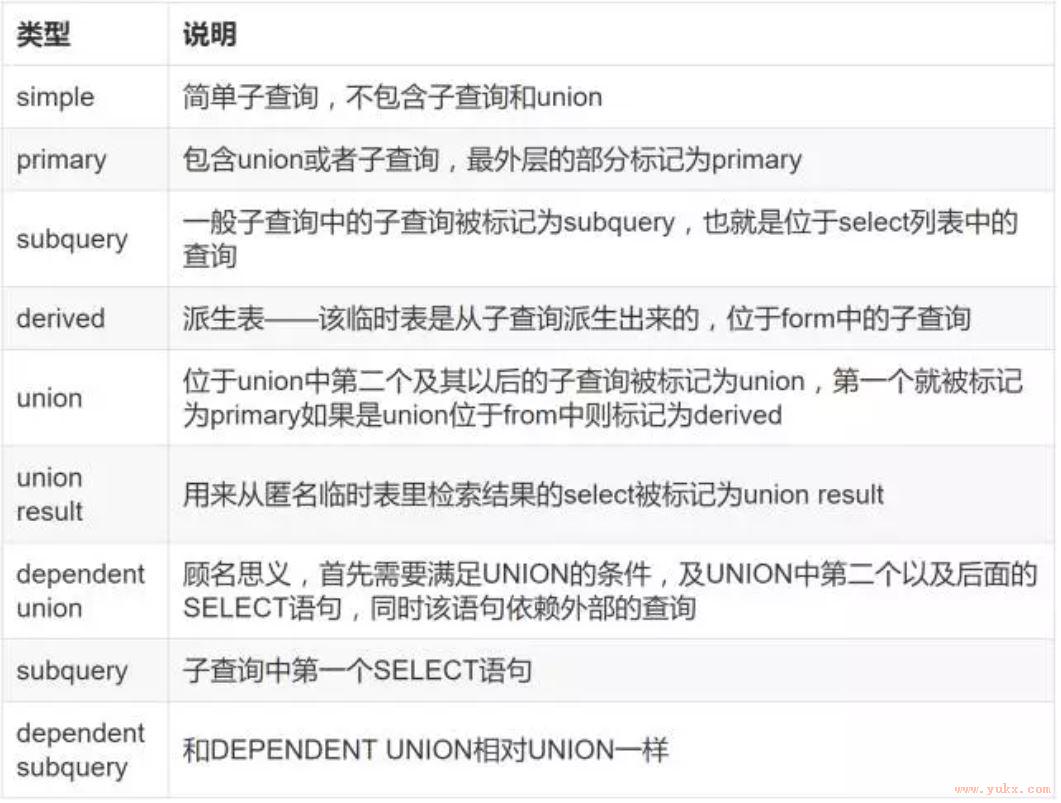 类型 说明
simple 简单子查询，不包含子查询和union
primary 包含union或者子查询，最外层的部分标记为primary
subquery 一般子查询中的子查询被标记为subquery，也就是位于select列表中的
查询
derived 派生表——该临时表是从子查询派生出来的，位于form中的子查询
union 位于union中第二个及其以后的子查询被标记为union，第一个就被标记
为primary如果是union位于from中则标记为derived
union
result
用来从匿名临时表里检索结果的select被标记为union result
dependent
union
顾名思义，首先需要满足UNION的条件，及UNION中第二个以及后面的
SELECT语句，同时该语句依赖外部的查询
subquery 子查询中第一个SELECT语句
dependent
subquery
和DEPENDENT UNION相对UNION一样
www.yukx.com